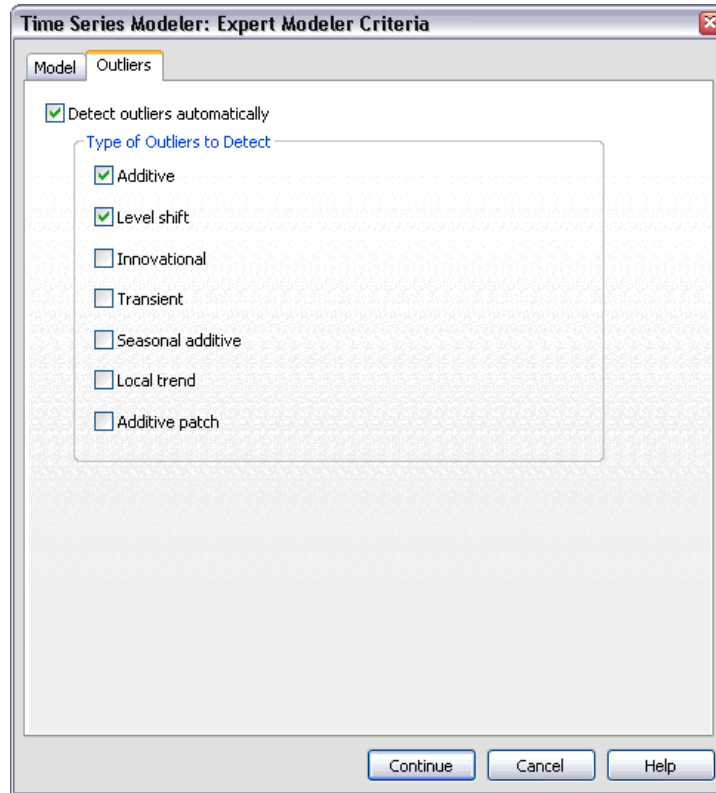 Time Series Modeler: Expert Modeler Criteria
Model Outliers
Detect outliers automatically
Type of Outliers to Detect
Additive
Level shift
Innovational
Transient
Seasonal additive
Local trend
Additive patch
Continue Cancel Help